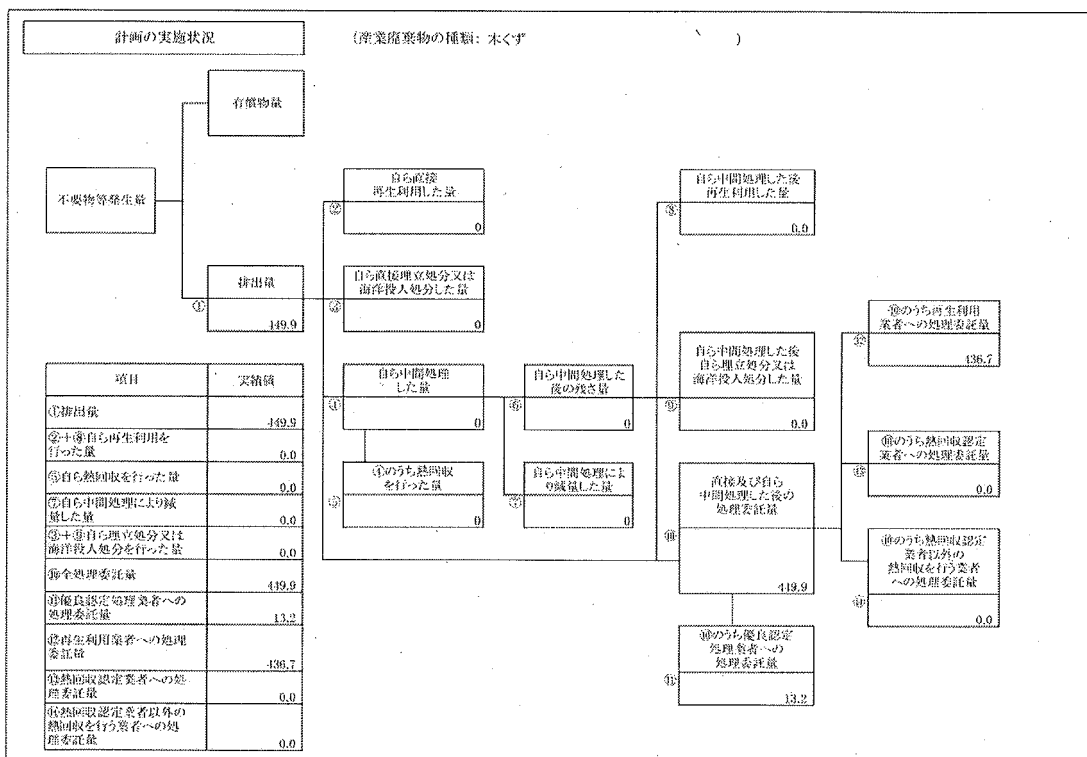 計画の実施状況
(産業廃棄物の種類: 木くず )
有償物量
不要物等発生量
排出量
①
449.9
自ら直接
再生利用した量
②
0
自ら直接埋立処分又は
海洋投入処分した量
③
0
自ら中間処理
した量
④
0
④のうち熱回収
を行った量
⑤
0
自ら中間処理した
後の残さ量
⑥
0
自ら中間処理によ
り減量した量
⑦
0
自ら中間処理した後
再生利用した量
⑧
0.0
自ら中間処理した後
自ら埋立処分又は
海洋投入処分した量
⑨
0.0
直接及び自ら
中間処理した後の
処理委託量
⑩
449.9
⑩のうち優良認定
処理業者への
処理委託量
⑪
13.2
⑩のうち再生利用
業者への処理委託量
⑫
436.7
⑩のうち熱回収認定
業者への処理委託量
⑬
0.0
⑩のうち熱回収認定
業者以外の
熱回収を行う業者
への処理委託量
⑭
0.0
項目 実績値
①排出量 449.9
②+⑧自ら再生利用を
行った量 0.0
⑤自ら熱回収を行った量 0.0
⑦自ら中間処理により減
量した量 0.0
③+⑨自ら埋立処分又は
海洋投入処分を行った量 0.0
⑩全処理委託量 449.9
⑪優良認定処理業者への
処理委託量 13.2
⑫再生利用業者への処理
委託量 436.7
⑬熱回収認定業者への処
理委託量 0.0
⑭熱回収認定業者以外の
熱回収を行う業者への処
理委託量 0.0